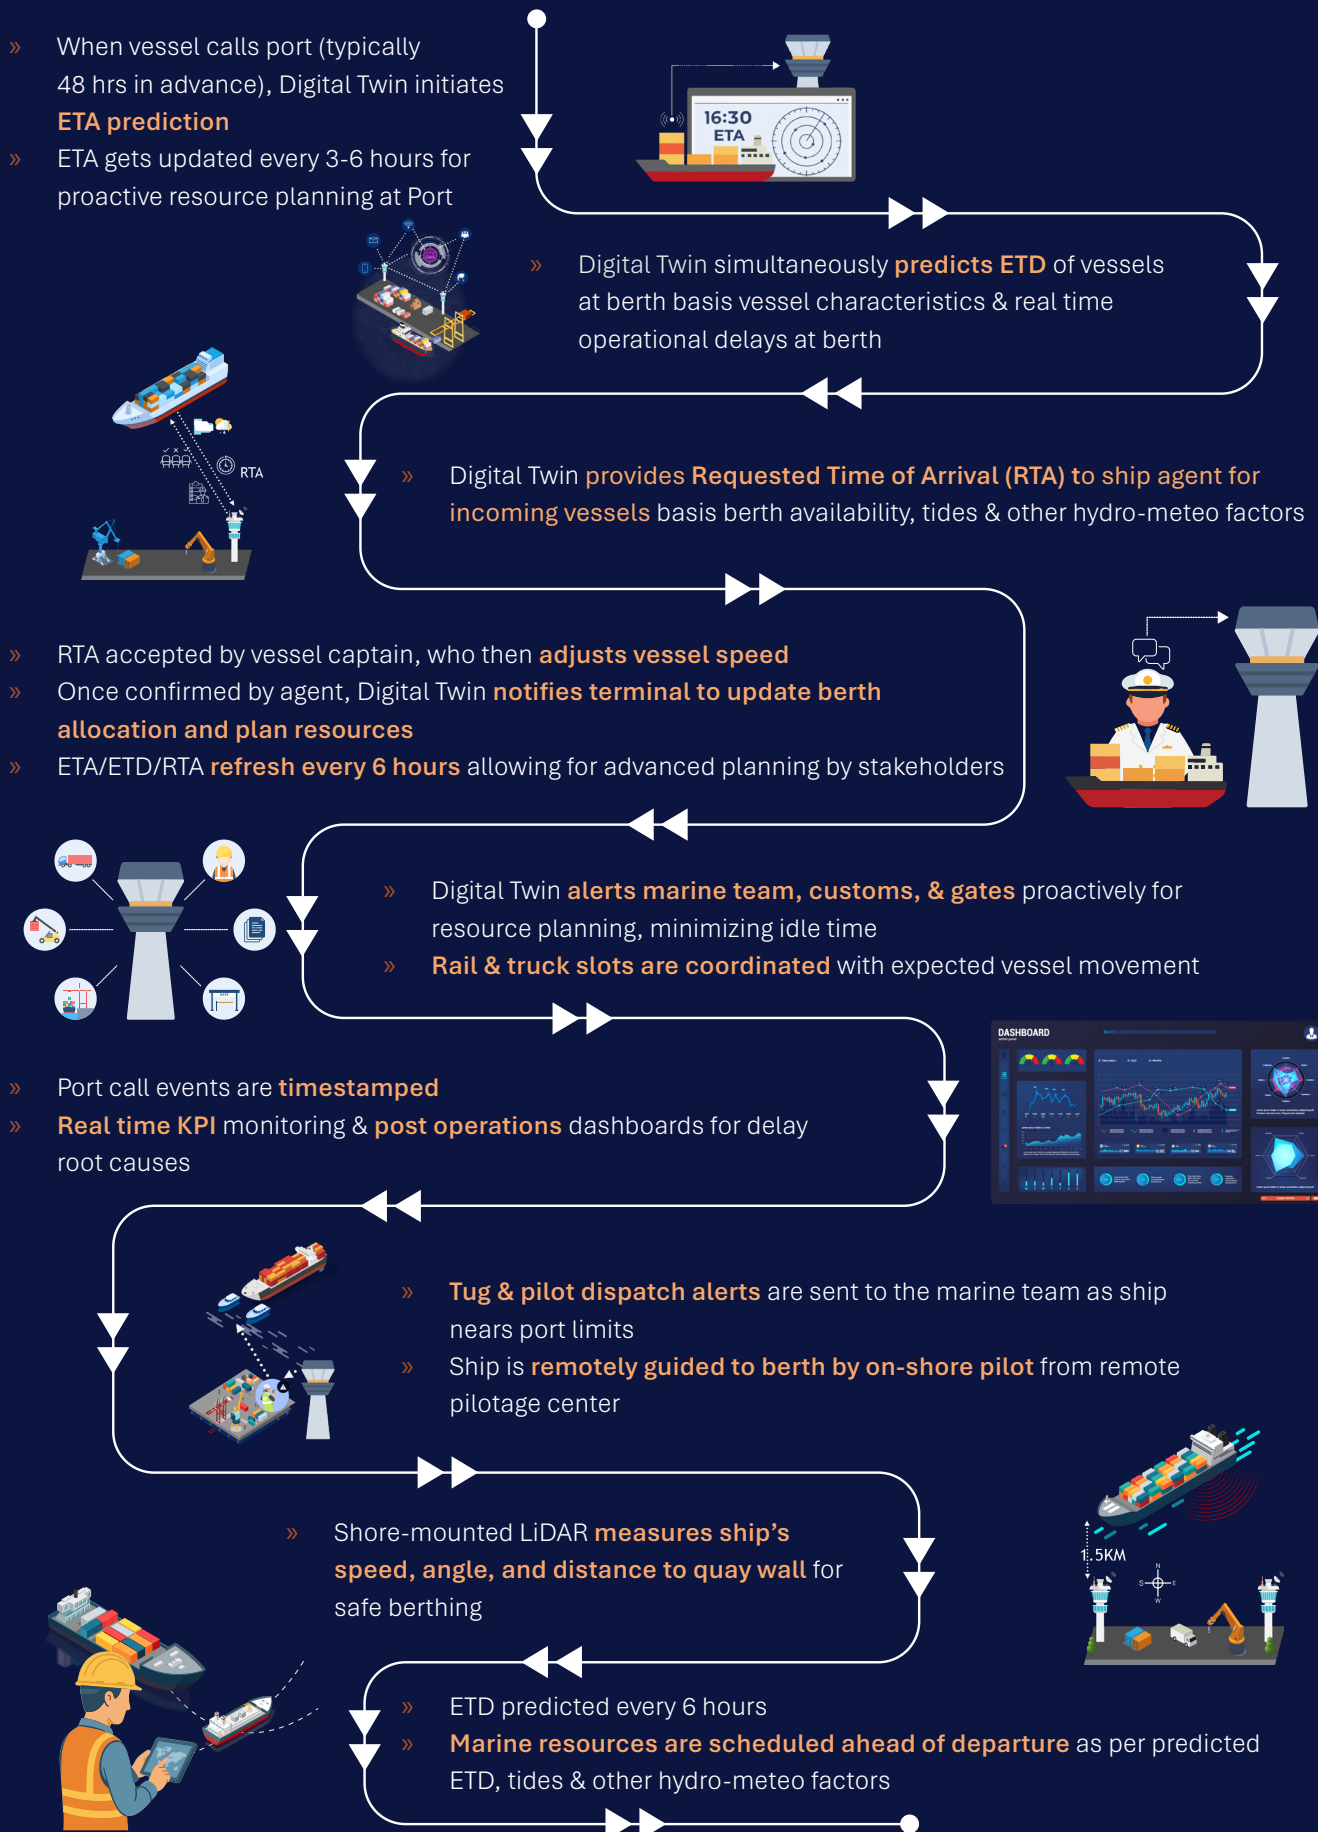 » When vessel calls port (typically
48 hrs in advance), Digital Twin initiates
ETA prediction
» ETA gets updated every 3-6 hours for
proactive resource planning at Port
16:30
ETA
» Digital Twin simultaneously predicts ETD of vessels
at berth basis vessel characteristics & real time
operational delays at berth
RTA
» Digital Twin provides Requested Time of Arrival (RTA) to ship agent for
incoming vessels basis berth availability, tides & other hydro-meteo factors
» RTA accepted by vessel captain, who then adjusts vessel speed
» Once confirmed by agent, Digital Twin notifies terminal to update berth
allocation and plan resources
» ETA/ETD/RTA refresh every 6 hours allowing for advanced planning by stakeholders
» Digital Twin alerts marine team, customs, & gates proactively for
resource planning, minimizing idle time
» Rail & truck slots are coordinated with expected vessel movement
DASHBOARD
admin panel
» Port call events are timestamped
» Real time KPI monitoring & post operations dashboards for delay
root causes
» Tug & pilot dispatch alerts are sent to the marine team as ship
nears port limits
» Ship is remotely guided to berth by on-shore pilot from remote
pilotage center
» Shore-mounted LiDAR measures ship's
speed, angle, and distance to quay wall for
safe berthing
1.5KM
N
S E
W
» ETD predicted every 6 hours
» Marine resources are scheduled ahead of departure as per predicted
ETD, tides & other hydro-meteo factors